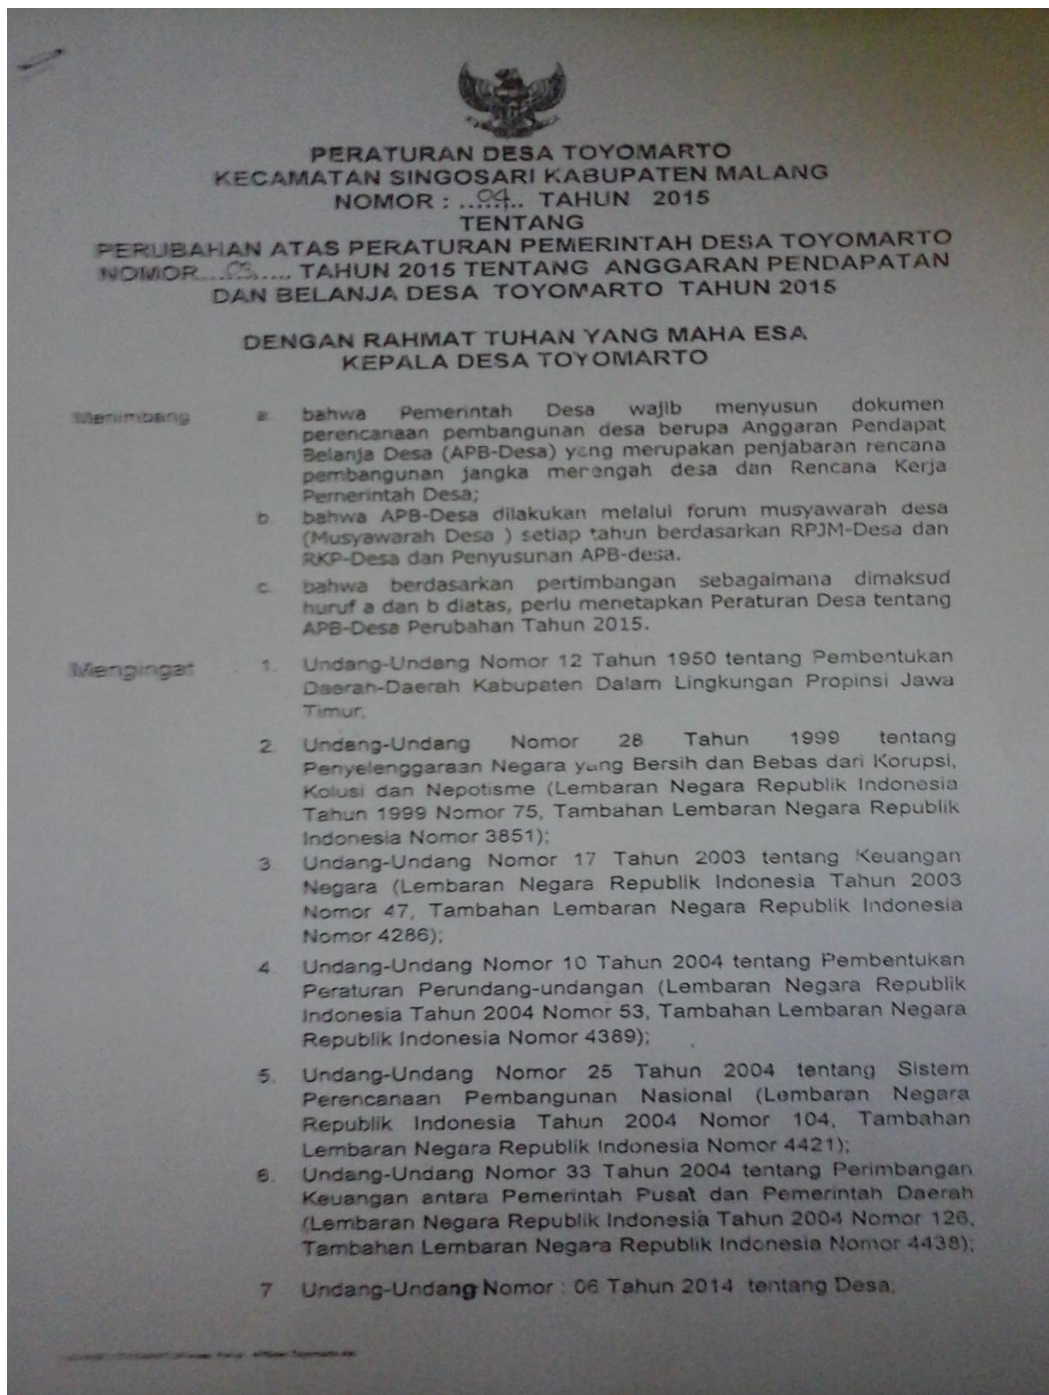 PERATURAN DESA TOYOMARTO
KECAMATAN SINGOSARI KABUPATEN MALANG
NOMOR : ...04... TAHUN 2015
TENTANG
PERUBAHAN ATAS PERATURAN PEMERINTAH DESA TOYOMARTO
NOMOR...03..... TAHUN 2015 TENTANG ANGGARAN PENDAPATAN
DAN BELANJA DESA TOYOMARTO TAHUN 2015
DENGAN RAHMAT TUHAN YANG MAHA ESA
KEPALA DESA TOYOMARTO
Menimbang a. bahwa Pemerintah Desa wajib menyusun dokumen
perencanaan pembangunan desa berupa Anggaran Pendapat
Belanja Desa (APB-Desa) yang merupakan penjabaran rencana
pembangunan jangka menengah desa dan Rencana Kerja
Pemerintah Desa;
b. bahwa APB-Desa dilakukan melalui forum musyawarah desa
(Musyawarah Desa ) setiap tahun berdasarkan RPJM-Desa dan
RKP-Desa dan Penyusunan APB-desa.
c. bahwa berdasarkan pertimbangan sebagaimana dimaksud
huruf a dan b diatas, perlu menetapkan Peraturan Desa tentang
APB-Desa Perubahan Tahun 2015.
Mengingat : 1. Undang-Undang Nomor 12 Tahun 1950 tentang Pembentukan
Daerah-Daerah Kabupaten Dalam Lingkungan Propinsi Jawa
Timur.
2. Undang-Undang Nomor 28 Tahun 1999 tentang
Penyelenggaraan Negara yang Bersih dan Bebas dari Korupsi,
Kolusi dan Nepotisme (Lembaran Negara Republik Indonesia
Tahun 1999 Nomor 75, Tambahan Lembaran Negara Republik
Indonesia Nomor 3851);
3. Undang-Undang Nomor 17 Tahun 2003 tentang Keuangan
Negara (Lembaran Negara Republik Indonesia Tahun 2003
Nomor 47, Tambahan Lembaran Negara Republik Indonesia
Nomor 4286);
4. Undang-Undang Nomor 10 Tahun 2004 tentang Pembentukan
Peraturan Perundang-undangan (Lembaran Negara Republik
Indonesia Tahun 2004 Nomor 53, Tambahan Lembaran Negara
Republik Indonesia Nomor 4389);
5. Undang-Undang Nomor 25 Tahun 2004 tentang Sistem
Perencanaan Pembangunan Nasional (Lembaran Negara
Republik Indonesia Tahun 2004 Nomor 104, Tambahan
Lembaran Negara Republik Indonesia Nomor 4421);
6. Undang-Undang Nomor 33 Tahun 2004 tentang Perimbangan
Keuangan antara Pemerintah Pusat dan Pemerintah Daerah
(Lembaran Negara Republik Indonesia Tahun 2004 Nomor 126,
Tambahan Lembaran Negara Republik Indonesia Nomor 4438);
7 Undang-Undang Nomor : 06 Tahun 2014 tentang Desa;